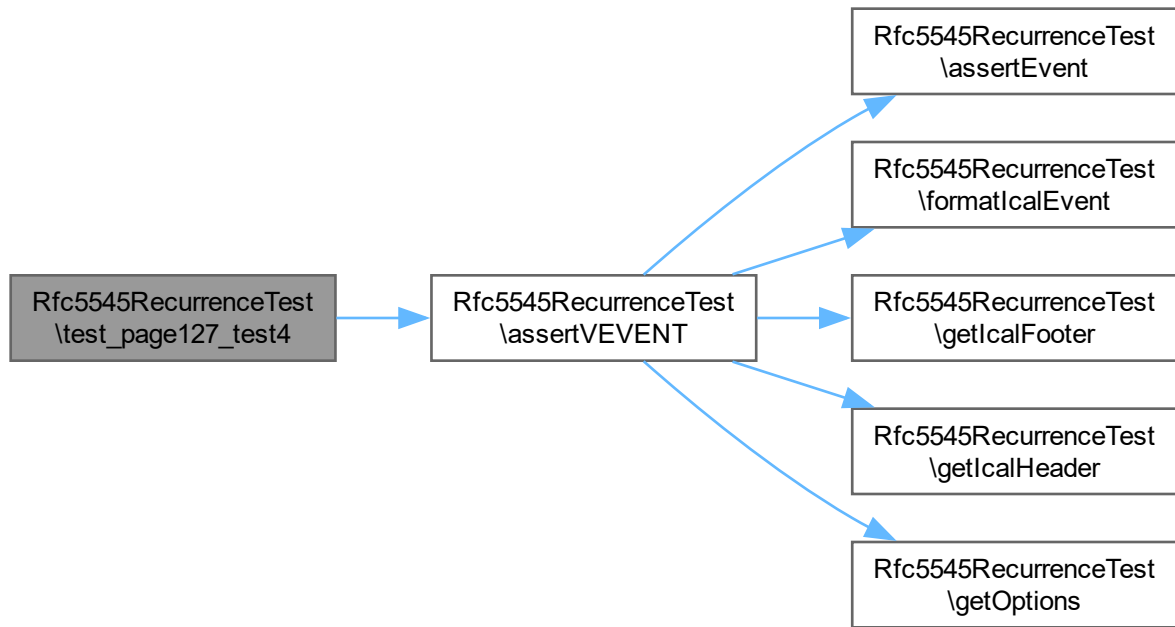 Rfc5545RecurrenceTest
\test_page127_test4
Rfc5545RecurrenceTest
\assertVEVENT
Rfc5545RecurrenceTest
\assertEvent
Rfc5545RecurrenceTest
\formatIcalEvent
Rfc5545RecurrenceTest
\getIcalFooter
Rfc5545RecurrenceTest
\getIcalHeader
Rfc5545RecurrenceTest
\getOptions